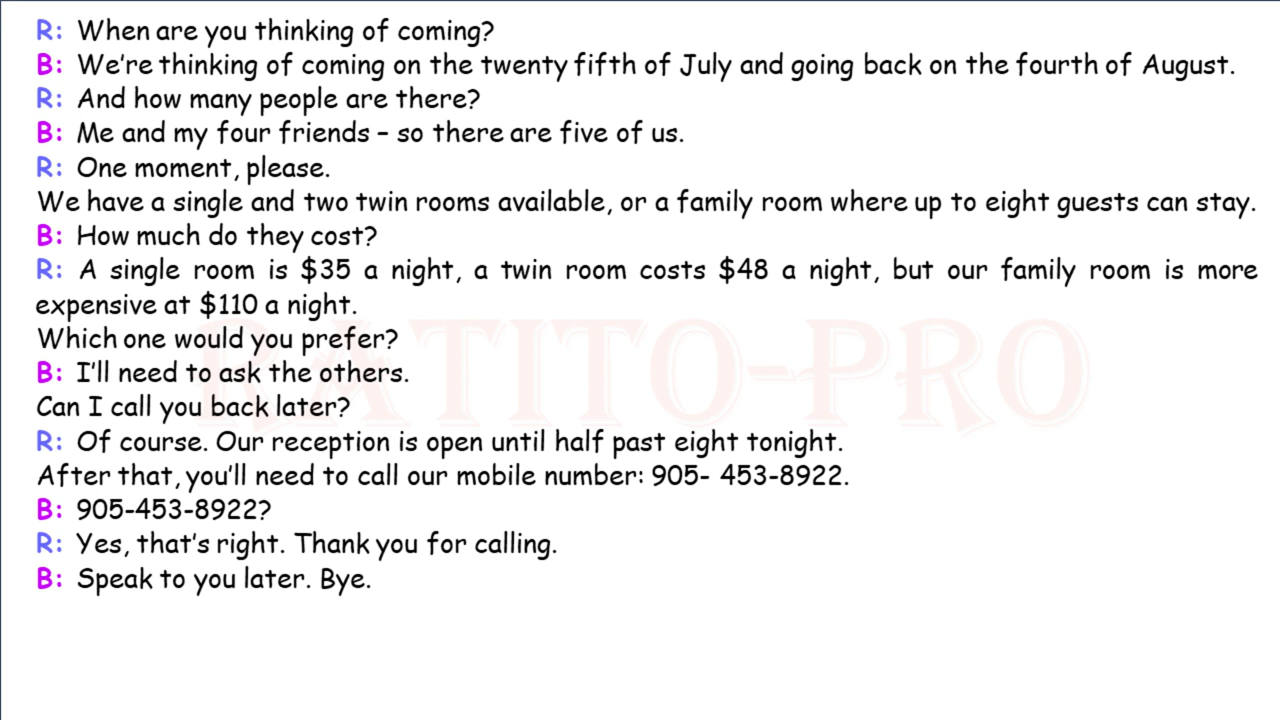 R: When are you thinking of coming?
B: We're thinking of coming on the twenty fifth of July and going back on the fourth of August.
R: And how many people are there?
B: Me and my four friends – so there are five of us.
R: One moment, please.
We have a single and two twin rooms available, or a family room where up to eight guests can stay.
B: How much do they cost?
R: A single room is $35 a night, a twin room costs $48 a night, but our family room is more
expensive at $110 a night.
Which one would you prefer?
B: I'll need to ask the others.
Can I call you back later?
R: Of course. Our reception is open until half past eight tonight.
After that, you'll need to call our mobile number: 905- 453-8922.
B: 905-453-8922?
R: Yes, that's right. Thank you for calling.
B: Speak to you later. Bye.
RATITO-PRO